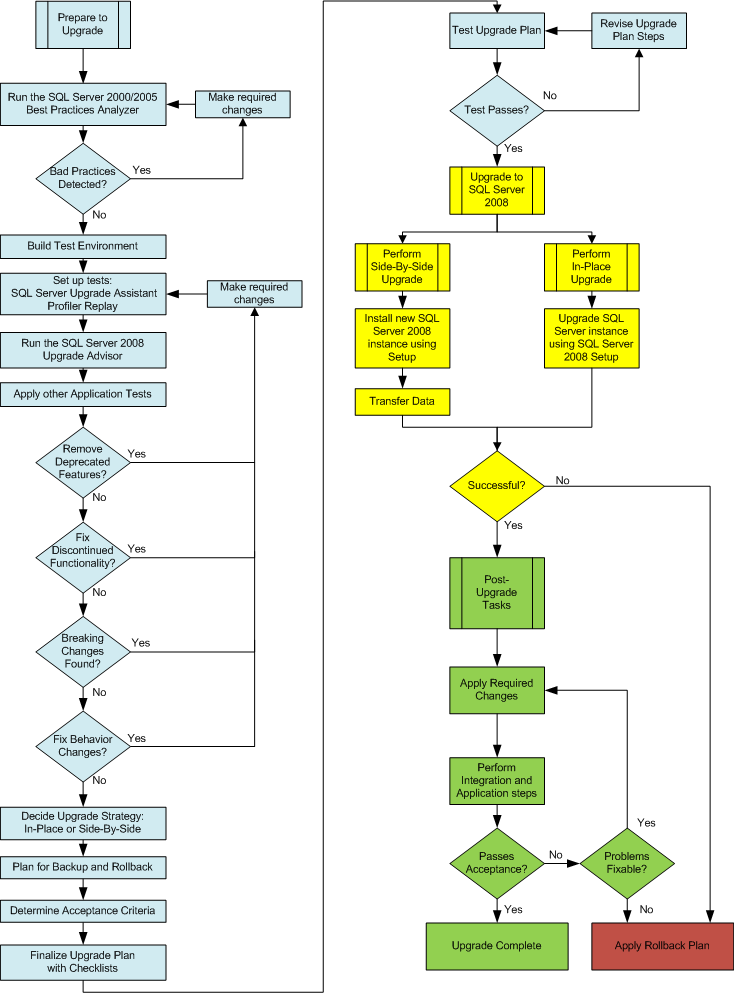 Prepare to
Upgrade
Run the SQL Server 2000/2005
Best Practices Analyzer
Make required
changes
Bad Practices
Detected?
Yes
No
Build Test Environment
Set up tests:
SQL Server Upgrade Assistant
Profiler Replay
Make required
changes
Run the SQL Server 2008
Upgrade Advisor
Apply other Application Tests
Remove
Deprecated
Features?
Yes
No
Fix
Discontinued
Functionality?
Yes
No
Breaking
Changes
Found?
Yes
No
Fix Behavior
Changes?
Yes
No
Decide Upgrade Strategy:
In-Place or Side-By-Side
Plan for Backup and Rollback
Determine Acceptance Criteria
Finalize Upgrade Plan
with Checklists
Test Upgrade Plan
Revise Upgrade
Plan Steps
Test Passes?
No
Yes
Upgrade to
SQL Server
2008
Perform
Side-By-Side
Upgrade
Perform
In-Place
Upgrade
Install new SQL
Server 2008
instance using
Setup
Upgrade SQL
Server instance
using SQL Server
2008 Setup
Transfer Data
Successful?
No
Yes
Post-
Upgrade
Tasks
Apply Required
Changes
Perform
Integration and
Application steps
Passes
Acceptance?
No
Yes
Problems
Fixable?
Yes
No
Upgrade Complete
Apply Rollback Plan